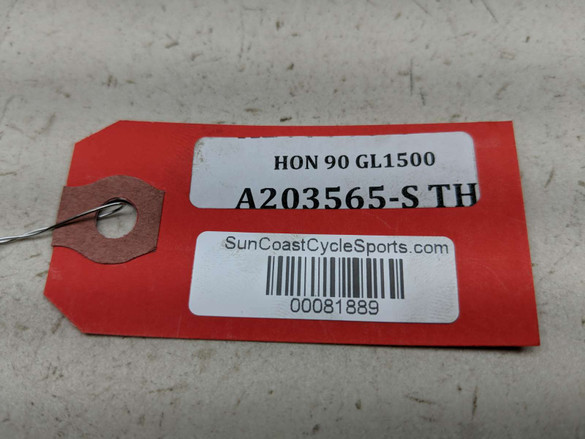 HON 90 GL1500
A203565-S TH
SunCoastCycleSports.com
00081889